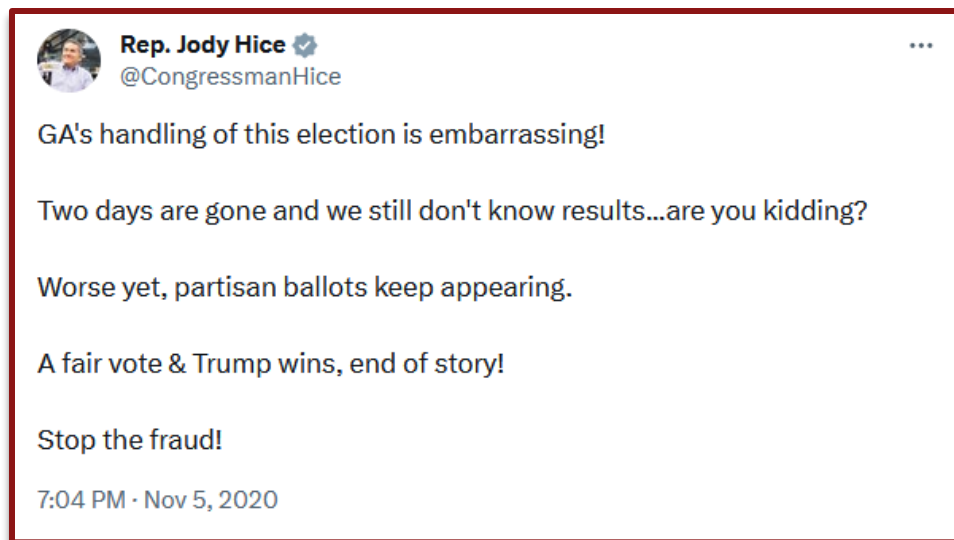 Rep. Jody Hice
@CongressmanHice
GA's handling of this election is embarrassing!
Two days are gone and we still don't know results...are you kidding?
Worse yet, partisan ballots keep appearing.
A fair vote & Trump wins, end of story!
Stop the fraud!
7:04 PM · Nov 5, 2020